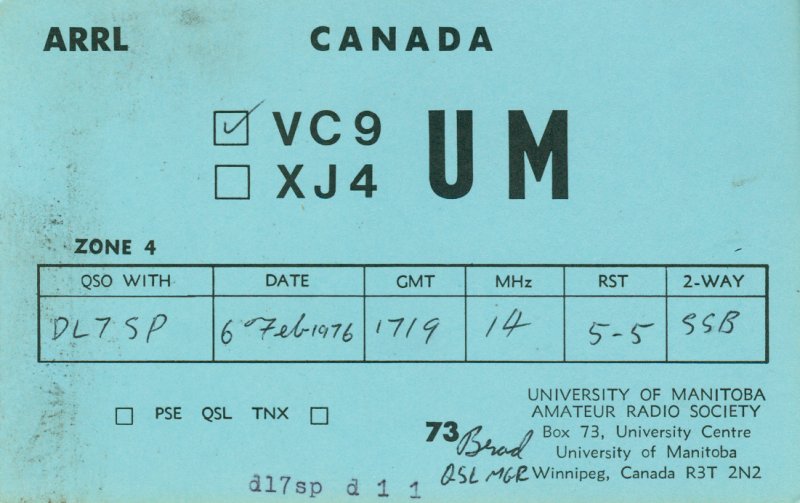 ARRL CANADA
VC9 UM
XJ4
ZONE 4
QSO WITH DATE GMT MHz RST 2-WAY
DL7SP 6 Feb 1976 1719 14 5-5 SSB
PSE QSL TNX
UNIVERSITY OF MANITOBA
AMATEUR RADIO SOCIETY
73 Brad Box 73, University Centre
University of Manitoba
QSL MGR Winnipeg, Canada R3T 2N2
dl7sp d 1 1